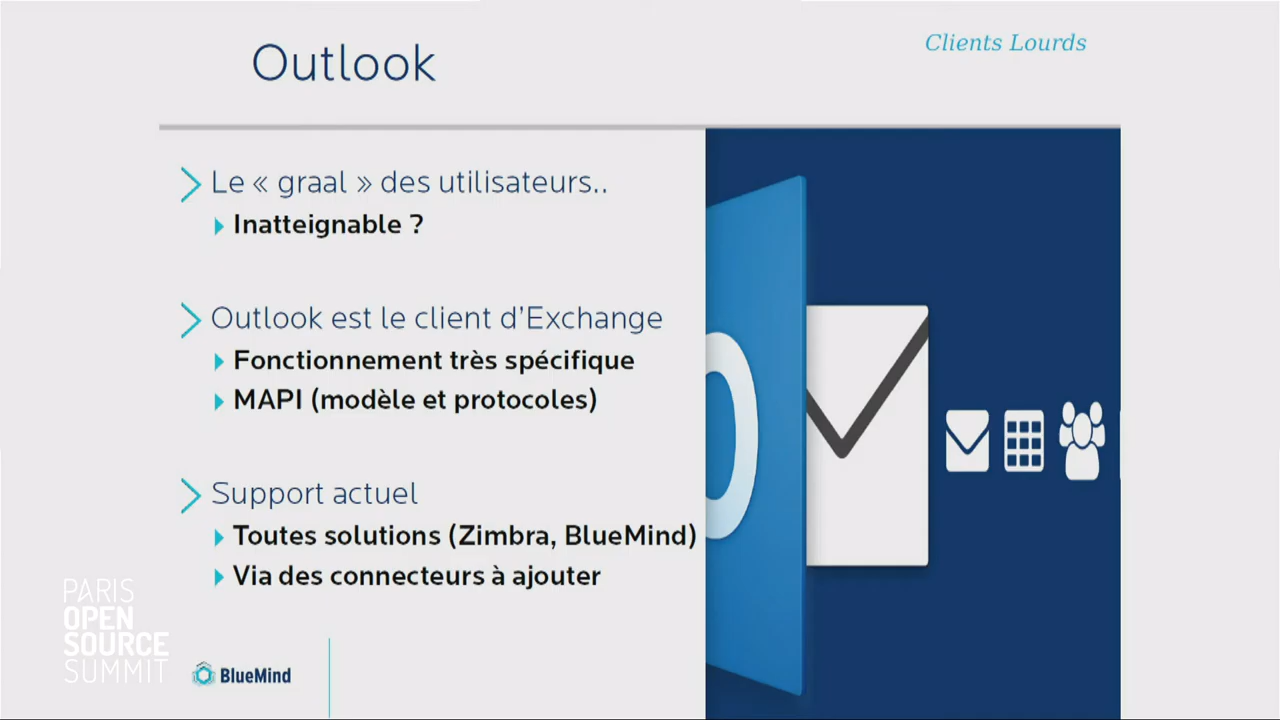 Outlook
Clients Lourds
Le « graal » des utilisateurs..
Inatteignable ?
Outlook est le client d'Exchange
Fonctionnement très spécifique
MAPI (modèle et protocoles)
Support actuel
Toutes solutions (Zimbra, BlueMind)
Via des connecteurs à ajouter
PARIS
OPEN
SOURCE
SUMMIT
BlueMind